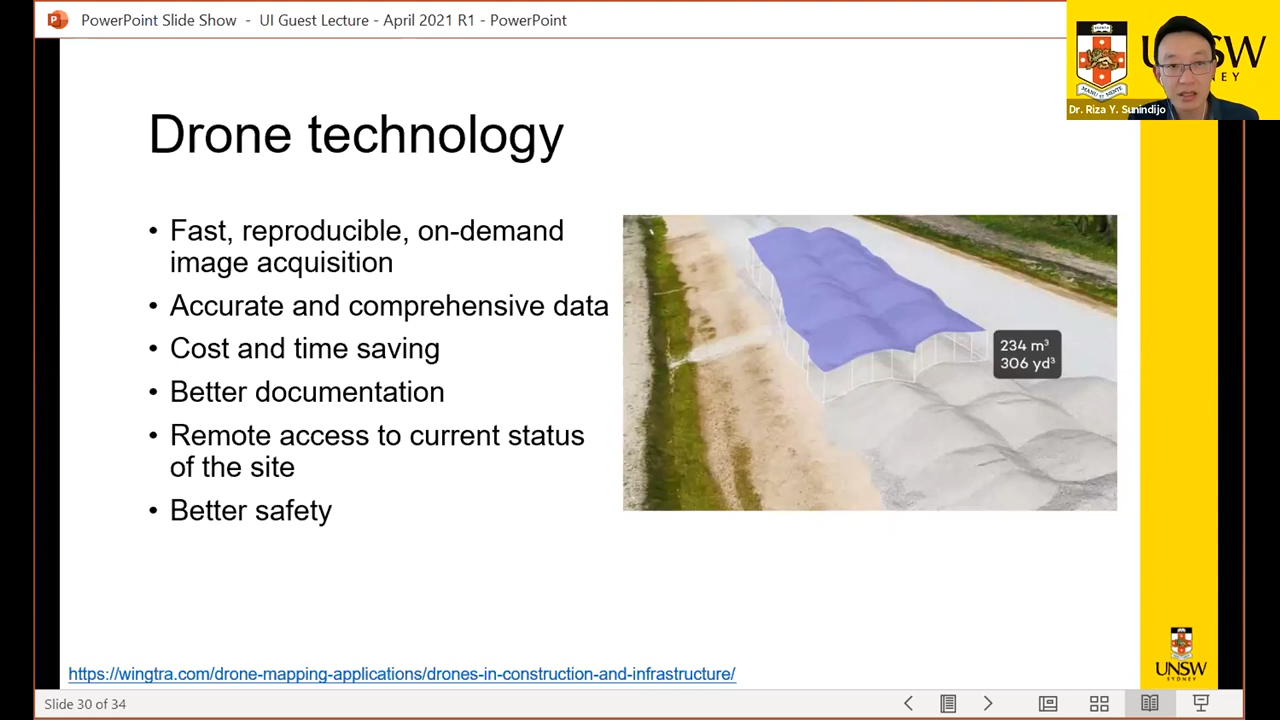 PowerPoint Slide Show - UI Guest Lecture - April 2021 R1 - PowerPoint
UNSW
Dr. Riza Y. Sunindijo
Drone technology
• Fast, reproducible, on-demand
image acquisition
• Accurate and comprehensive data
• Cost and time saving
• Better documentation
• Remote access to current status
of the site
• Better safety
234 m³
306 yd³
https://wingtra.com/drone-mapping-applications/drones-in-construction-and-infrastructure/
UNSW
SYDNEY
Slide 30 of 34